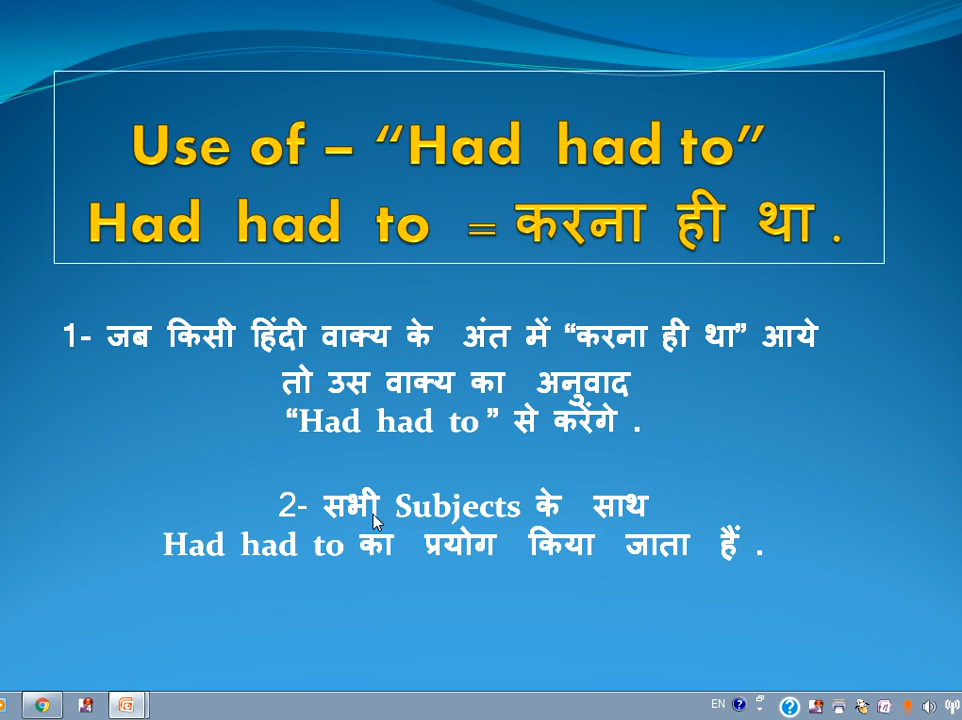 Use of – “Had had to”
Had had to = करना ही था .
1- जब किसी हिंदी वाक्य के अंत में “करना ही था” आये
तो उस वाक्य का अनुवाद
“Had had to ” से करेंगे .
2- सभी Subjects के साथ
Had had to का प्रयोग किया जाता हैं .
EN